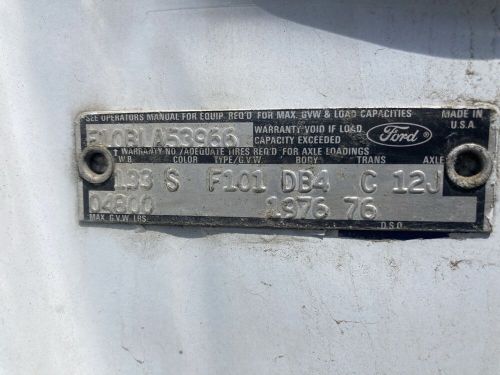 SEE OPERATORS MANUAL FOR EQUIP. REQ'D FOR MAX. GVW & LOAD CAPACITIES
MADE IN U.S.A.
F10BLA53966
WARRANTY VOID IF LOAD CAPACITY EXCEEDED
Ford
† WARRANTY NO./ADEQUATE TIRES REQ'D FOR AXLE LOADINGS
W.B. COLOR TYPE/G.V.W. BODY TRANS AXLE
133 S F101 DB4 C 12J
04800 1976 76
MAX. G.V.W. LBS. D.S.O.